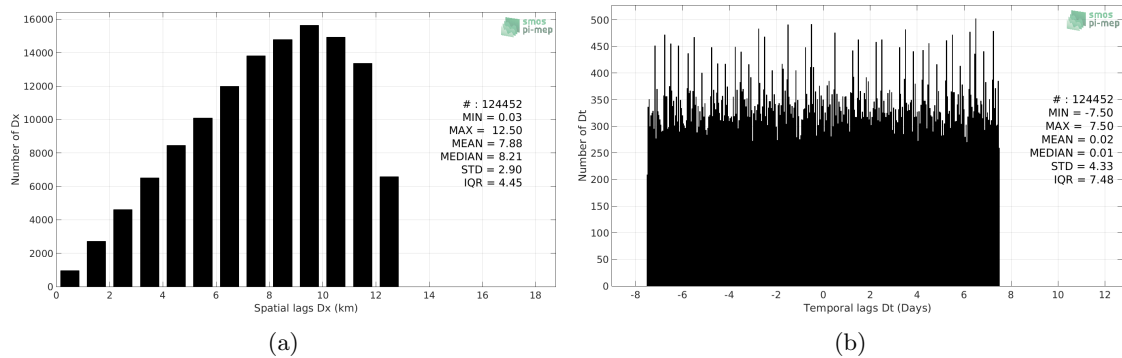 16000
14000
12000
10000
8000
6000
4000
2000
0
0 2 4 6 8 10 12 14 16 18
Number of Dx
Spatial lags Dx (km)
smos
pi-mep
# : 124452
MIN = 0.03
MAX = 12.50
MEAN = 7.88
MEDIAN = 8.21
STD = 2.90
IQR = 4.45
(a)
500
450
400
350
300
250
200
150
100
50
0
-8 -6 -4 -2 0 2 4 6 8 10 12
Number of Dt
Temporal lags Dt (Days)
smos
pi-mep
# : 124452
MIN = -7.50
MAX = 7.50
MEAN = 0.02
MEDIAN = 0.01
STD = 4.33
IQR = 7.48
(b)